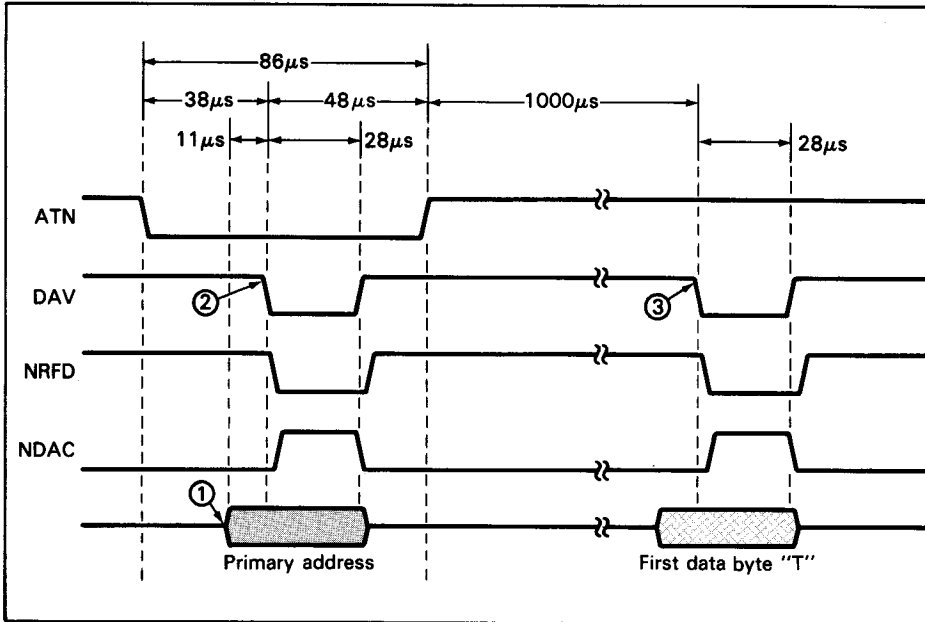 86μs
38μs 48μs 1000μs
11μs 28μs 28μs
ATN
DAV
② ③
NRFD
NDAC
①
Primary address First data byte "T"